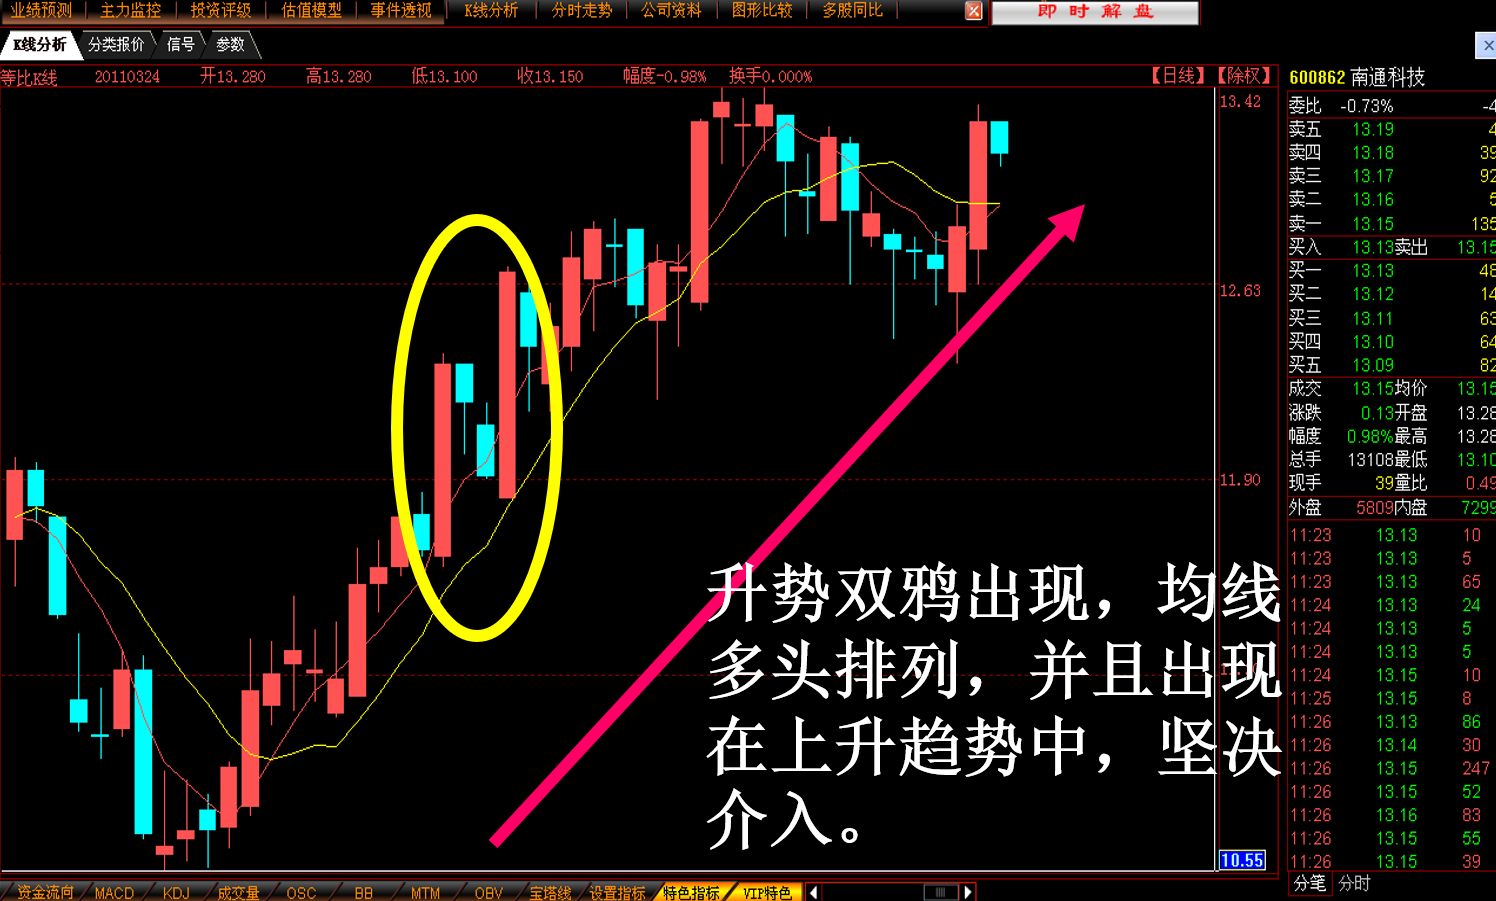 业绩预测 主力监控 投资评级 估值模型 事件透视 K线分析 分时走势 公司资料 图形比较 多股同比 即时解盘
K线分析 分类报价 信号 参数
等比K线 20110324 开13.280 高13.280 低13.100 收13.150 幅度-0.98% 换手0.000% 【日线】【除权】
600862 南通科技
13.42
12.63
11.90
10.55
委比 -0.73% -4
卖五 13.19 4
卖四 13.18 39
卖三 13.17 92
卖二 13.16 5
卖一 13.15 135
买入 13.13 卖出 13.15
买一 13.13 48
买二 13.12 14
买三 13.11 63
买四 13.10 64
买五 13.09 82
成交 13.15 均价 13.15
涨跌 0.13 开盘 13.28
幅度 0.98% 最高 13.28
总手 13108 最低 13.10
现手 39 量比 0.49
外盘 5809 内盘 7299
11:23 13.13 10
11:23 13.13 5
11:23 13.13 65
11:24 13.13 24
11:24 13.13 5
11:24 13.13 5
11:24 13.15 10
11:25 13.15 8
11:26 13.13 86
11:26 13.14 30
11:26 13.15 247
11:26 13.15 52
11:26 13.16 83
11:26 13.15 55
11:26 13.15 39
分笔 分时
升势双鸦出现，均线
多头排列，并且出现
在上升趋势中，坚决
介入。
资金流向 MACD KDJ 成交量 OSC BB MTM OBV 宝塔线 设置指标 特色指标 VIP特色